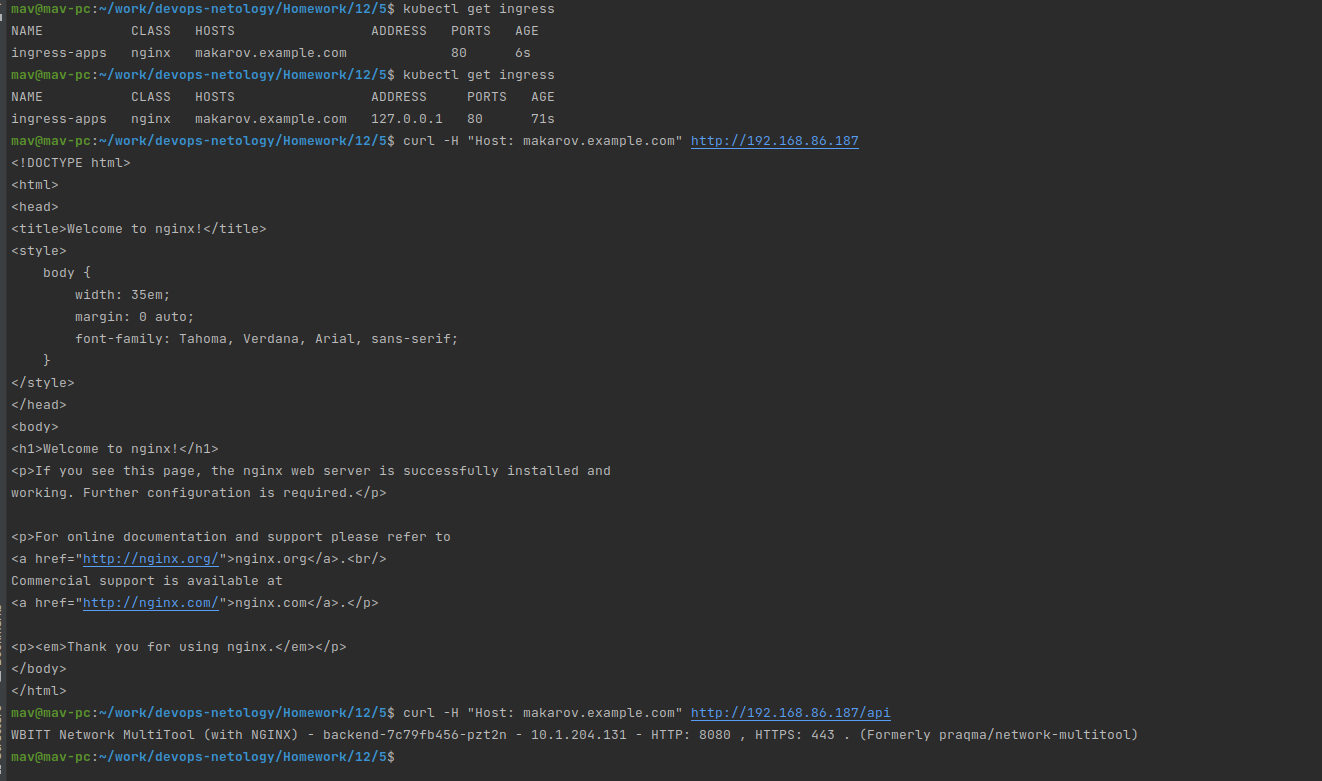 mav@mav-pc:~/work/devops-netology/Homework/12/5$ kubectl get ingress
NAME           CLASS   HOSTS                 ADDRESS   PORTS   AGE
ingress-apps   nginx   makarov.example.com             80      6s
mav@mav-pc:~/work/devops-netology/Homework/12/5$ kubectl get ingress
NAME           CLASS   HOSTS                 ADDRESS     PORTS   AGE
ingress-apps   nginx   makarov.example.com   127.0.0.1   80      71s
mav@mav-pc:~/work/devops-netology/Homework/12/5$ curl -H "Host: makarov.example.com" http://192.168.86.187
<!DOCTYPE html>
<html>
<head>
<title>Welcome to nginx!</title>
<style>
    body {
        width: 35em;
        margin: 0 auto;
        font-family: Tahoma, Verdana, Arial, sans-serif;
    }
</style>
</head>
<body>
<h1>Welcome to nginx!</h1>
<p>If you see this page, the nginx web server is successfully installed and
working. Further configuration is required.</p>

<p>For online documentation and support please refer to
<a href="http://nginx.org/">nginx.org</a>.<br/>
Commercial support is available at
<a href="http://nginx.com/">nginx.com</a>.</p>

<p><em>Thank you for using nginx.</em></p>
</body>
</html>
mav@mav-pc:~/work/devops-netology/Homework/12/5$ curl -H "Host: makarov.example.com" http://192.168.86.187/api
WBITT Network MultiTool (with NGINX) - backend-7c79fb456-pzt2n - 10.1.204.131 - HTTP: 8080 , HTTPS: 443 . (Formerly praqma/network-multitool)
mav@mav-pc:~/work/devops-netology/Homework/12/5$